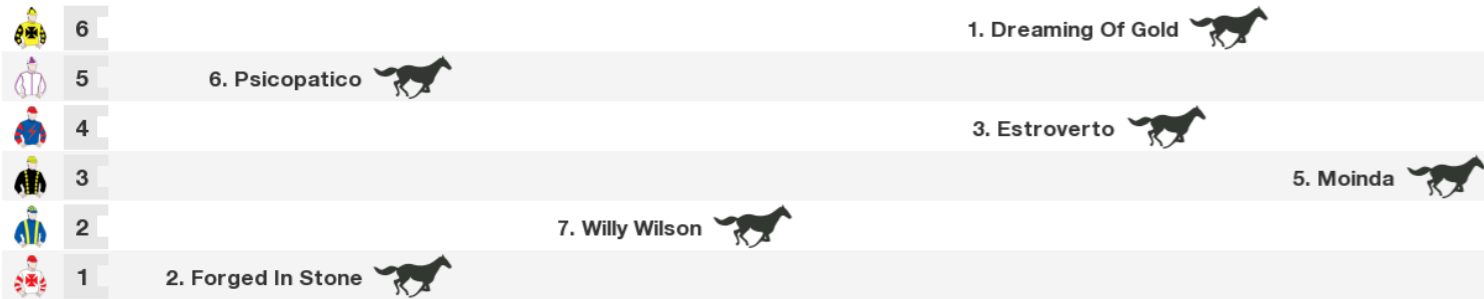 6 1. Dreaming Of Gold
5 6. Psicopatico
4 3. Estroverto
3 5. Moinda
2 7. Willy Wilson
1 2. Forged In Stone